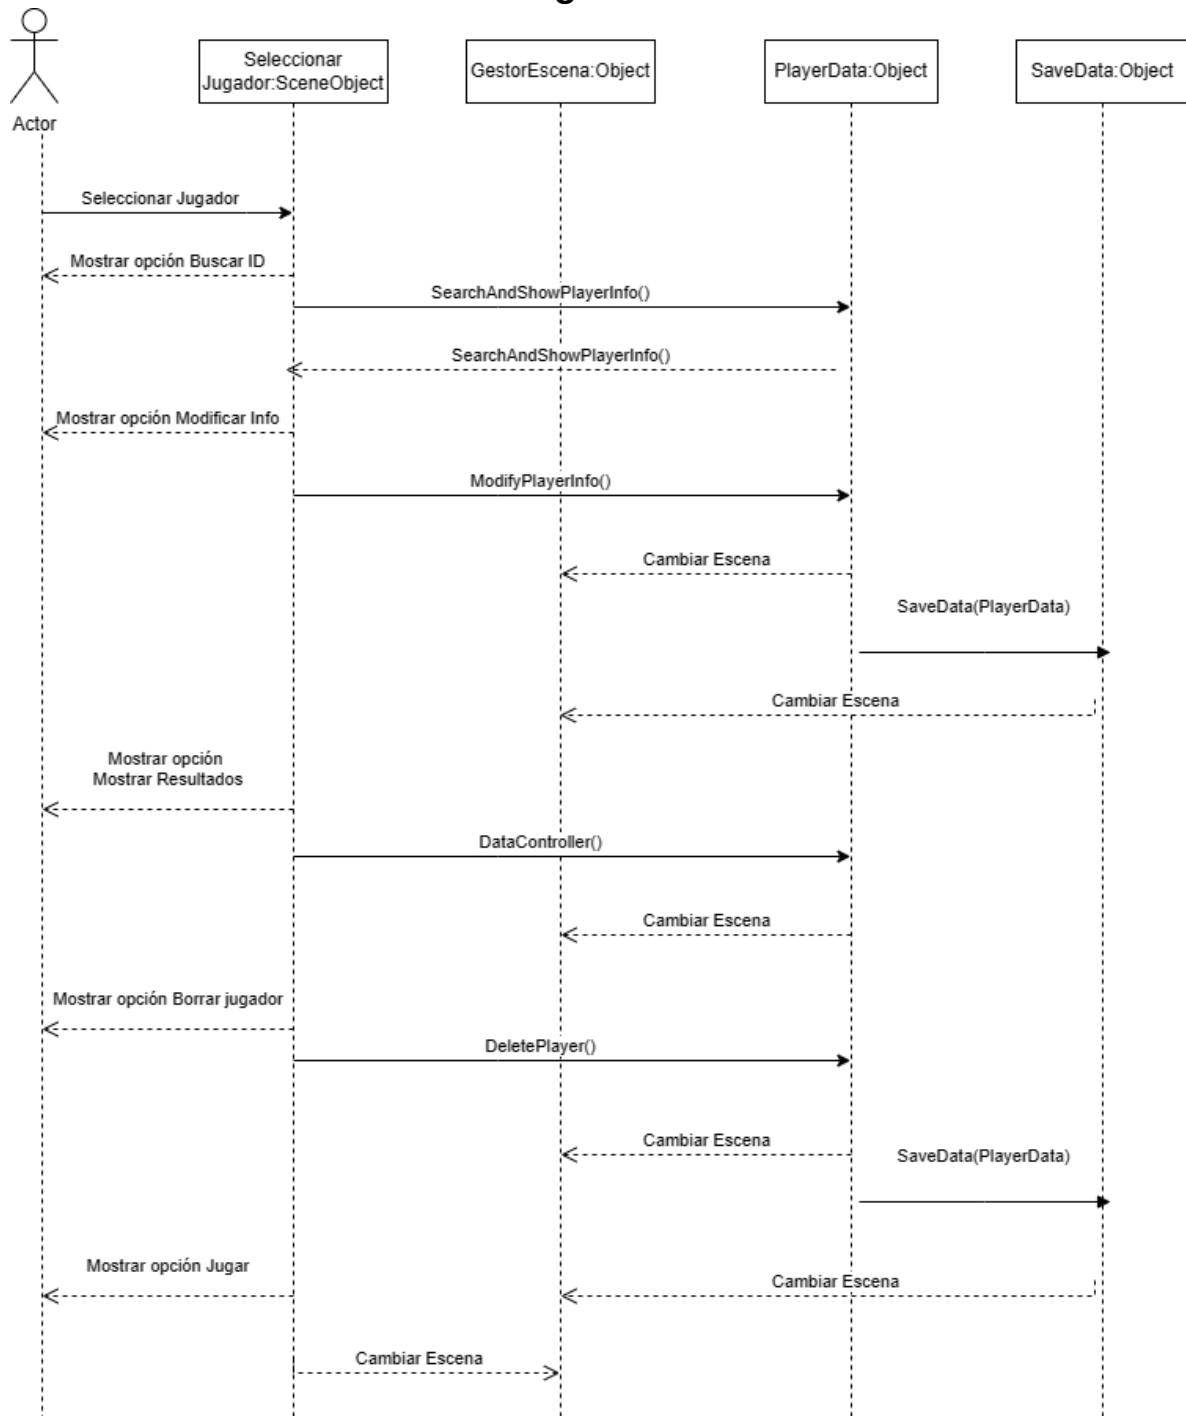 Seleccionar
Jugador:SceneObject
GestorEscena:Object
PlayerData:Object
SaveData:Object
Actor
Seleccionar Jugador
Mostrar opción Buscar ID
SearchAndShowPlayerInfo()
SearchAndShowPlayerInfo()
Mostrar opción Modificar Info
ModifyPlayerInfo()
Cambiar Escena
SaveData(PlayerData)
Cambiar Escena
Mostrar opción
Mostrar Resultados
DataController()
Cambiar Escena
Mostrar opción Borrar jugador
DeletePlayer()
Cambiar Escena
SaveData(PlayerData)
Mostrar opción Jugar
Cambiar Escena
Cambiar Escena